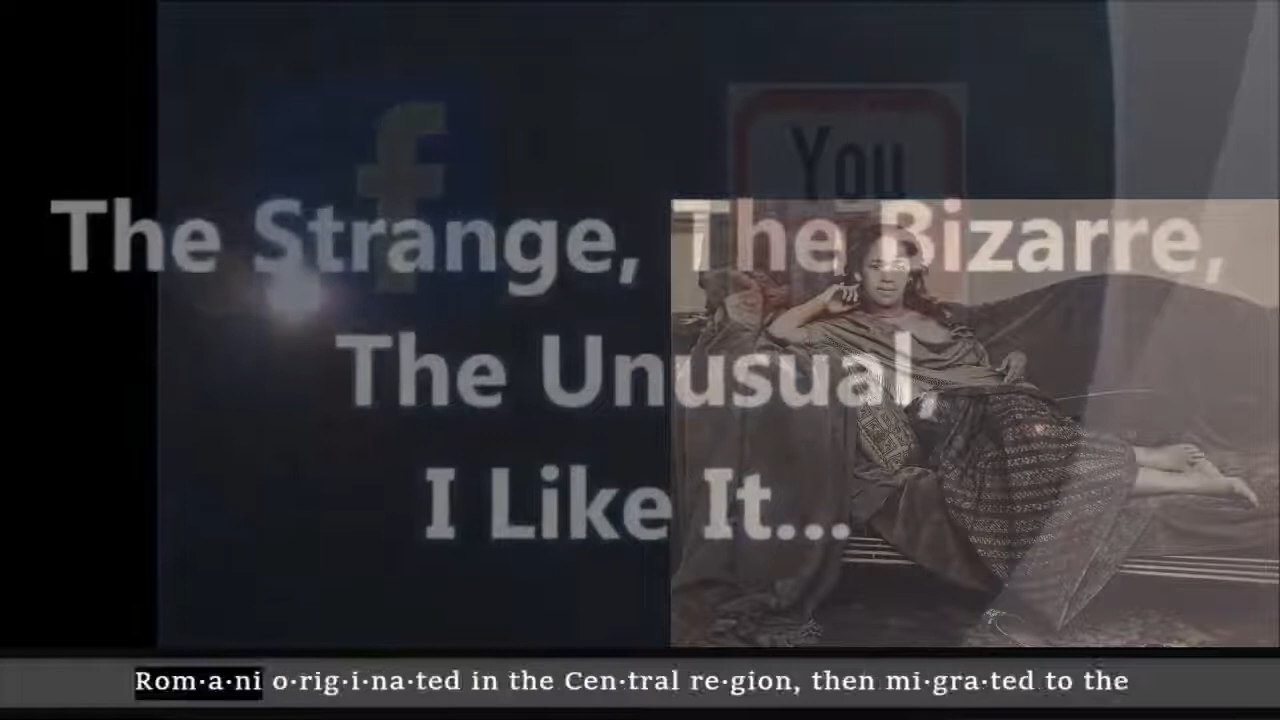 f
You
The Strange, The Bizarre,
The Unusual,
I Like It...
Rom·a·ni o·rig·i·na·ted in the Cen·tral re·gion, then mi·gra·ted to the